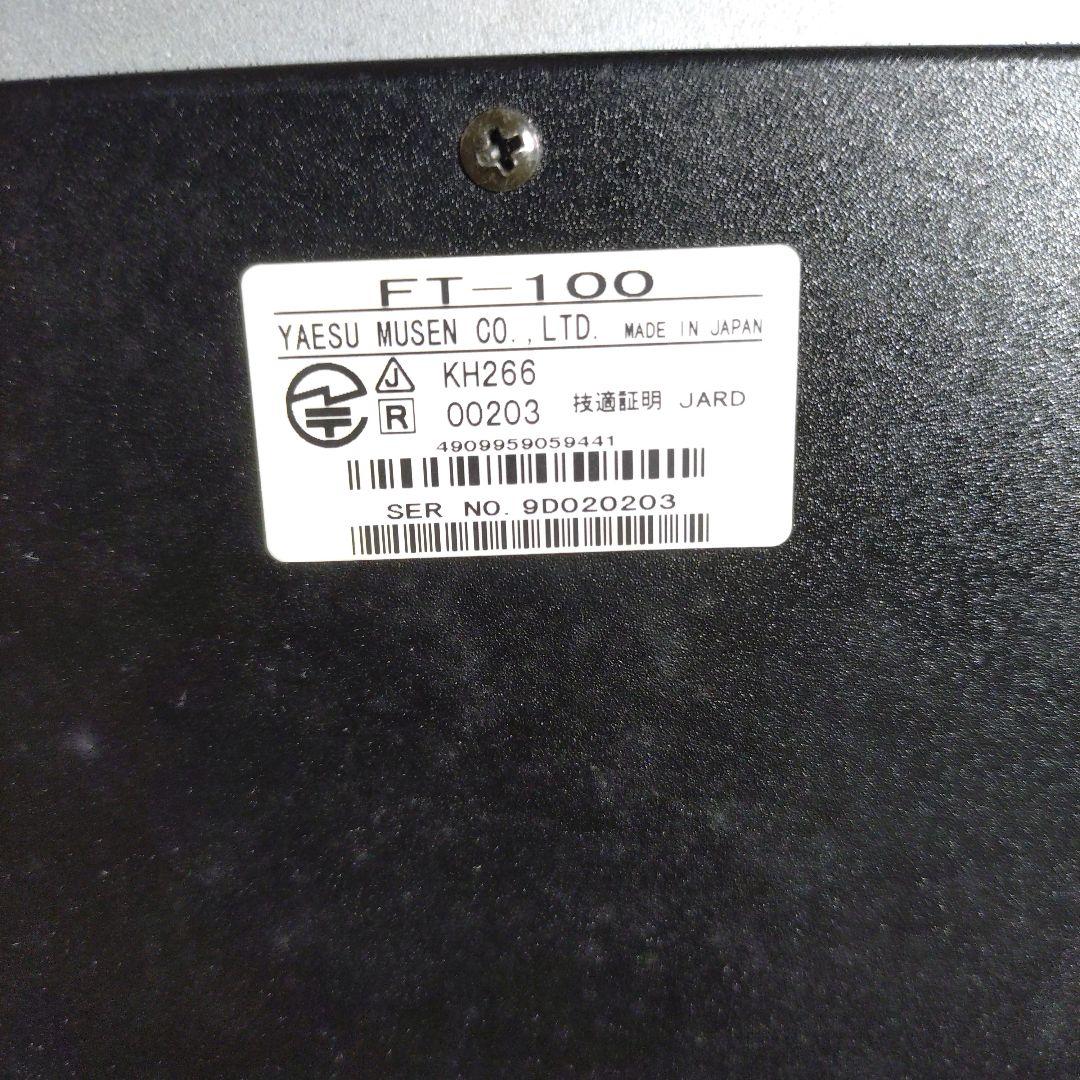 FT-100
YAESU MUSEN CO.,LTD. MADE IN JAPAN
J KH266
R 00203 技適証明 JARD
4909959059441
SER NO. 9D020203